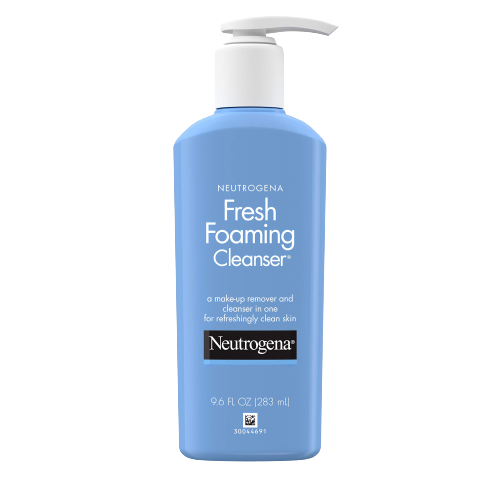 NEUTROGENA
Fresh
Foaming
Cleanser®
a make-up remover and
cleanser in one
for refreshingly clean skin
Neutrogena®
9.6 FL OZ (283 mL)
30044691